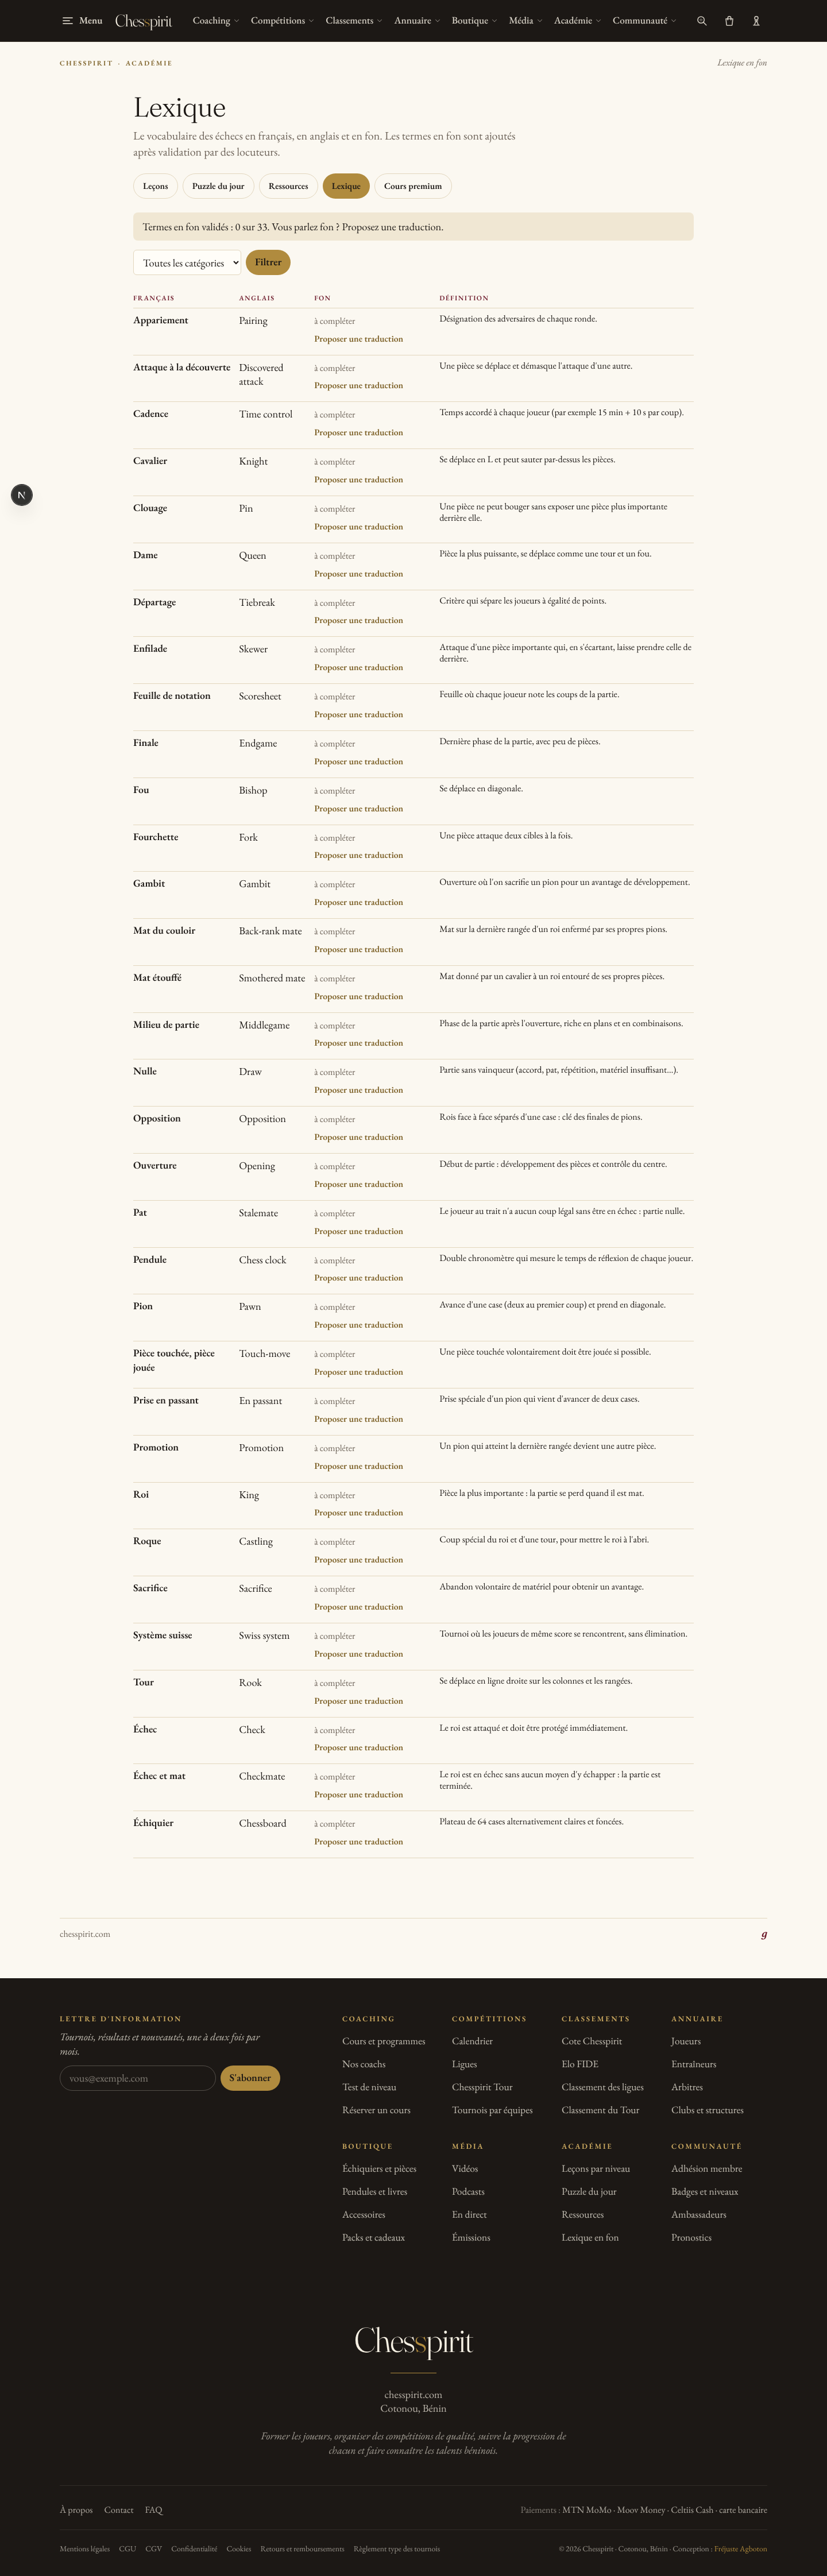 Menu
Chesspirit
Coaching
Compétitions
Classements
Annuaire
Boutique
Média
Académie
Communauté
CHESSPIRIT · ACADÉMIE
Lexique en fon
Lexique
Le vocabulaire des échecs en français, en anglais et en fon. Les termes en fon sont ajoutés
après validation par des locuteurs.
Leçons
Puzzle du jour
Ressources
Lexique
Cours premium
Termes en fon validés : 0 sur 33. Vous parlez fon ? Proposez une traduction.
Toutes les catégories
Filtrer
FRANÇAIS ANGLAIS FON DÉFINITION
Appariement Pairing à compléter Désignation des adversaires de chaque ronde.
Proposer une traduction
Attaque à la découverte Discovered à compléter Une pièce se déplace et démasque l'attaque d'une autre.
attack Proposer une traduction
Cadence Time control à compléter Temps accordé à chaque joueur (par exemple 15 min + 10 s par coup).
Proposer une traduction
Cavalier Knight à compléter Se déplace en L et peut sauter par-dessus les pièces.
Proposer une traduction
N
Clouage Pin à compléter Une pièce ne peut bouger sans exposer une pièce plus importante
derrière elle.
Proposer une traduction
Dame Queen à compléter Pièce la plus puissante, se déplace comme une tour et un fou.
Proposer une traduction
Départage Tiebreak à compléter Critère qui sépare les joueurs à égalité de points.
Proposer une traduction
Enfilade Skewer à compléter Attaque d'une pièce importante qui, en s'écartant, laisse prendre celle de
derrière.
Proposer une traduction
Feuille de notation Scoresheet à compléter Feuille où chaque joueur note les coups de la partie.
Proposer une traduction
Finale Endgame à compléter Dernière phase de la partie, avec peu de pièces.
Proposer une traduction
Fou Bishop à compléter Se déplace en diagonale.
Proposer une traduction
Fourchette Fork à compléter Une pièce attaque deux cibles à la fois.
Proposer une traduction
Gambit Gambit à compléter Ouverture où l'on sacrifie un pion pour un avantage de développement.
Proposer une traduction
Mat du couloir Back-rank mate à compléter Mat sur la dernière rangée d'un roi enfermé par ses propres pions.
Proposer une traduction
Mat étouffé Smothered mate à compléter Mat donné par un cavalier à un roi entouré de ses propres pièces.
Proposer une traduction
Milieu de partie Middlegame à compléter Phase de la partie après l'ouverture, riche en plans et en combinaisons.
Proposer une traduction
Nulle Draw à compléter Partie sans vainqueur (accord, pat, répétition, matériel insuffisant…).
Proposer une traduction
Opposition Opposition à compléter Rois face à face séparés d'une case : clé des finales de pions.
Proposer une traduction
Ouverture Opening à compléter Début de partie : développement des pièces et contrôle du centre.
Proposer une traduction
Pat Stalemate à compléter Le joueur au trait n'a aucun coup légal sans être en échec : partie nulle.
Proposer une traduction
Pendule Chess clock à compléter Double chronomètre qui mesure le temps de réflexion de chaque joueur.
Proposer une traduction
Pion Pawn à compléter Avance d'une case (deux au premier coup) et prend en diagonale.
Proposer une traduction
Pièce touchée, pièce Touch-move à compléter Une pièce touchée volontairement doit être jouée si possible.
jouée Proposer une traduction
Prise en passant En passant à compléter Prise spéciale d'un pion qui vient d'avancer de deux cases.
Proposer une traduction
Promotion Promotion à compléter Un pion qui atteint la dernière rangée devient une autre pièce.
Proposer une traduction
Roi King à compléter Pièce la plus importante : la partie se perd quand il est mat.
Proposer une traduction
Roque Castling à compléter Coup spécial du roi et d'une tour, pour mettre le roi à l'abri.
Proposer une traduction
Sacrifice Sacrifice à compléter Abandon volontaire de matériel pour obtenir un avantage.
Proposer une traduction
Système suisse Swiss system à compléter Tournoi où les joueurs de même score se rencontrent, sans élimination.
Proposer une traduction
Tour Rook à compléter Se déplace en ligne droite sur les colonnes et les rangées.
Proposer une traduction
Échec Check à compléter Le roi est attaqué et doit être protégé immédiatement.
Proposer une traduction
Échec et mat Checkmate à compléter Le roi est en échec sans aucun moyen d'y échapper : la partie est
terminée.
Proposer une traduction
Échiquier Chessboard à compléter Plateau de 64 cases alternativement claires et foncées.
Proposer une traduction
chesspirit.com
g
LETTRE D'INFORMATION
Tournois, résultats et nouveautés, une à deux fois par
mois.
vous@exemple.com
S'abonner
COACHING
Cours et programmes
Nos coachs
Test de niveau
Réserver un cours
COMPÉTITIONS
Calendrier
Ligues
Chesspirit Tour
Tournois par équipes
CLASSEMENTS
Cote Chesspirit
Elo FIDE
Classement des ligues
Classement du Tour
ANNUAIRE
Joueurs
Entraîneurs
Arbitres
Clubs et structures
BOUTIQUE
Échiquiers et pièces
Pendules et livres
Accessoires
Packs et cadeaux
MÉDIA
Vidéos
Podcasts
En direct
Émissions
ACADÉMIE
Leçons par niveau
Puzzle du jour
Ressources
Lexique en fon
COMMUNAUTÉ
Adhésion membre
Badges et niveaux
Ambassadeurs
Pronostics
Chesspirit
chesspirit.com
Cotonou, Bénin
Former les joueurs, organiser des compétitions de qualité, suivre la progression de
chacun et faire connaître les talents béninois.
À propos Contact FAQ
Paiements : MTN MoMo · Moov Money · Celtiis Cash · carte bancaire
Mentions légales CGU CGV Confidentialité Cookies Retours et remboursements Règlement type des tournois
© 2026 Chesspirit · Cotonou, Bénin · Conception : Fréjuste Agboton